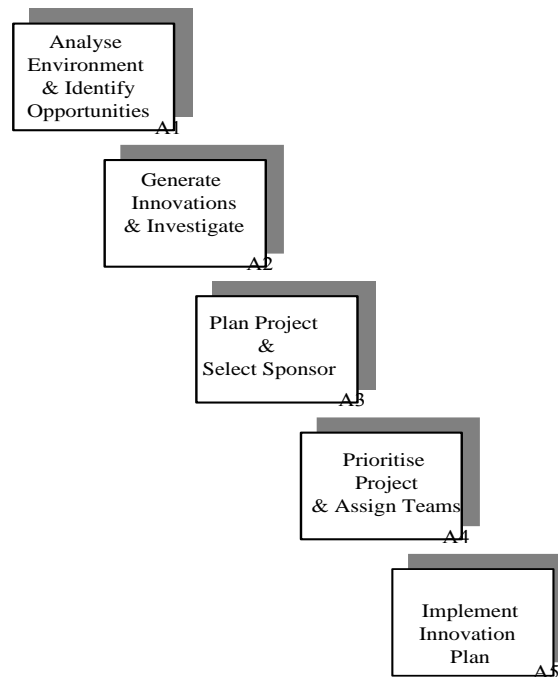 Analyse
Environment
& Identify
Opportunities
A1
Generate
Innovations
& Investigate
A2
Plan Project
&
Select Sponsor
A3
Prioritise
Project
& Assign Teams
A4
Implement
Innovation
Plan
A5